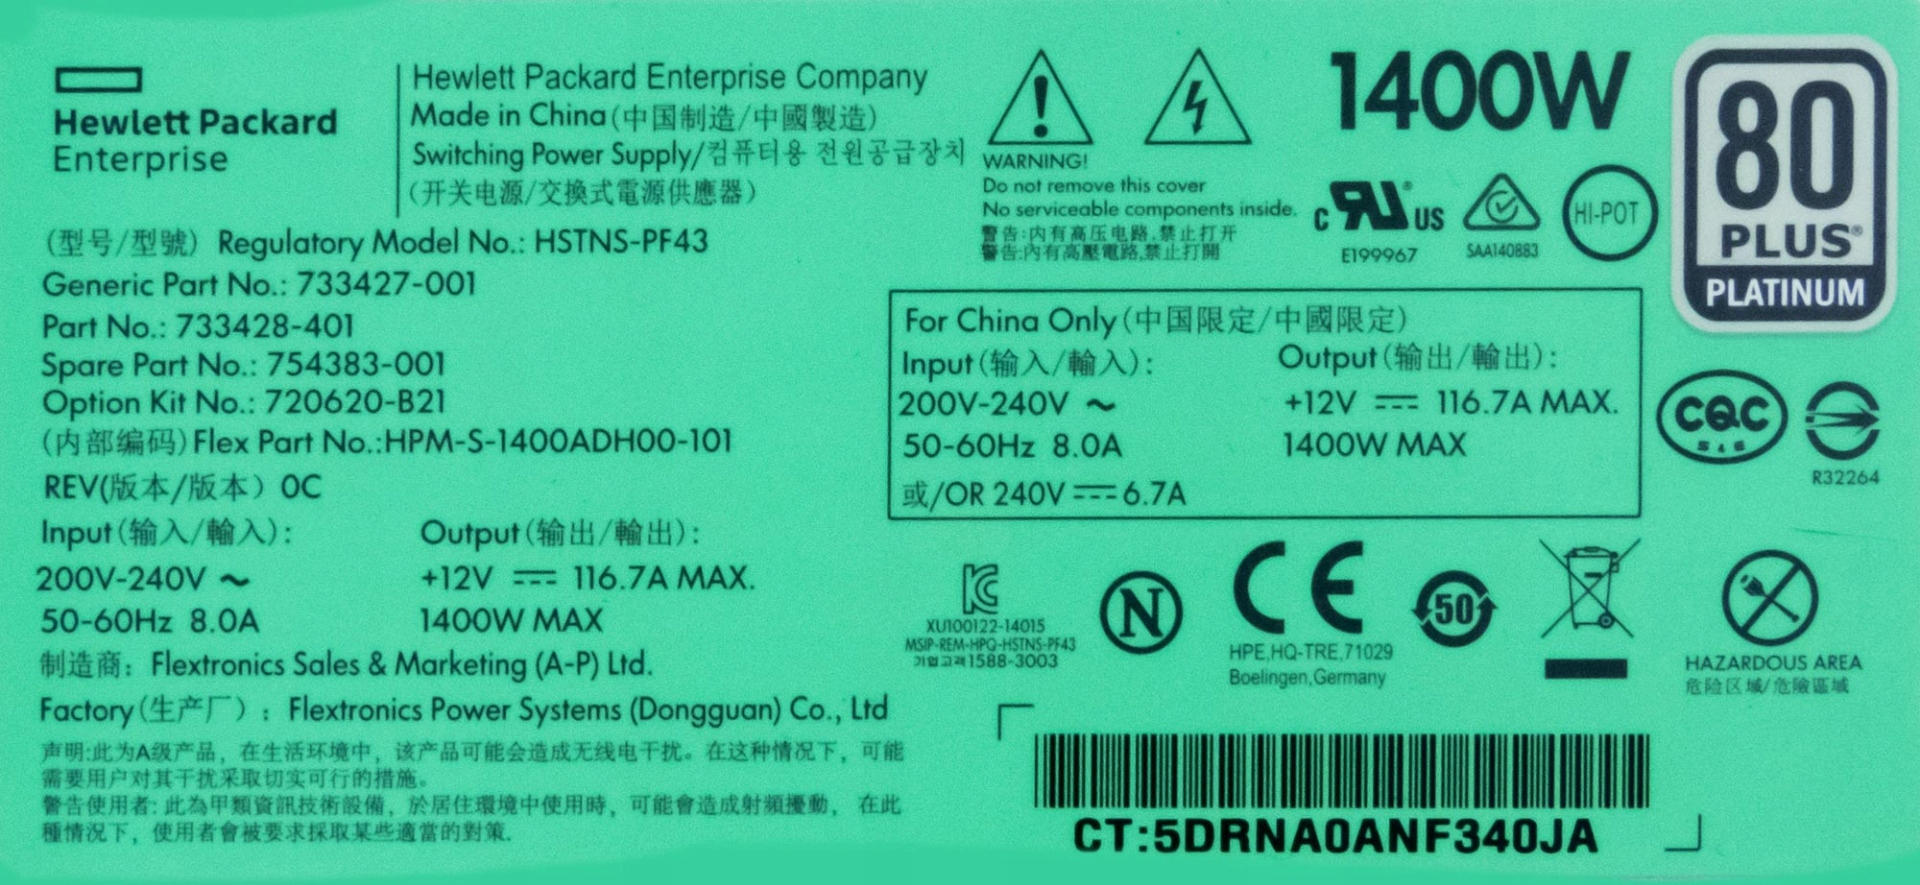 Hewlett Packard
Enterprise
Hewlett Packard Enterprise Company
Made in China(中国制造/中國製造)
Switching Power Supply/컴퓨터용 전원공급장치
(开关电源/交換式電源供應器)
(型号/型號) Regulatory Model No.: HSTNS-PF43
Generic Part No.: 733427-001
Part No.: 733428-401
Spare Part No.: 754383-001
Option Kit No.: 720620-B21
(内部编码)Flex Part No.:HPM-S-1400ADH00-101
REV(版本/版本) 0C
Input(输入/輸入): Output(输出/輸出):
200V-240V ~ +12V ⎓ 116.7A MAX.
50-60Hz 8.0A 1400W MAX
制造商: Flextronics Sales & Marketing (A-P) Ltd.
Factory(生产厂): Flextronics Power Systems (Dongguan) Co., Ltd
声明:此为A级产品，在生活环境中，该产品可能会造成无线电干扰。在这种情况下，可能
需要用户对其干扰采取切实可行的措施。
警告使用者: 此為甲類資訊技術設備，於居住環境中使用時，可能會造成射頻擾動， 在此
種情況下，使用者會被要求採取某些適當的對策.
WARNING!
Do not remove this cover
No serviceable components inside.
警告:内有高压电路,禁止打开
警告:內有高壓電路,禁止打開
1400W
c RU® US
E199967
SAA140883
HI-POT
80
PLUS®
PLATINUM
For China Only(中国限定/中國限定)
Input(输入/輸入): Output(输出/輸出):
200V-240V ~ +12V ⎓ 116.7A MAX.
50-60Hz 8.0A 1400W MAX
或/OR 240V ⎓ 6.7A
CQC
S&E
R32264
XU100122-14015
MSIP-REM-HPQ-HSTNS-PF43
기업고객1588-3003
N
CE
HPE,HQ-TRE,71029
Boelingen,Germany
50
HAZARDOUS AREA
危险区域/危險區域
CT:5DRNA0ANF340JA